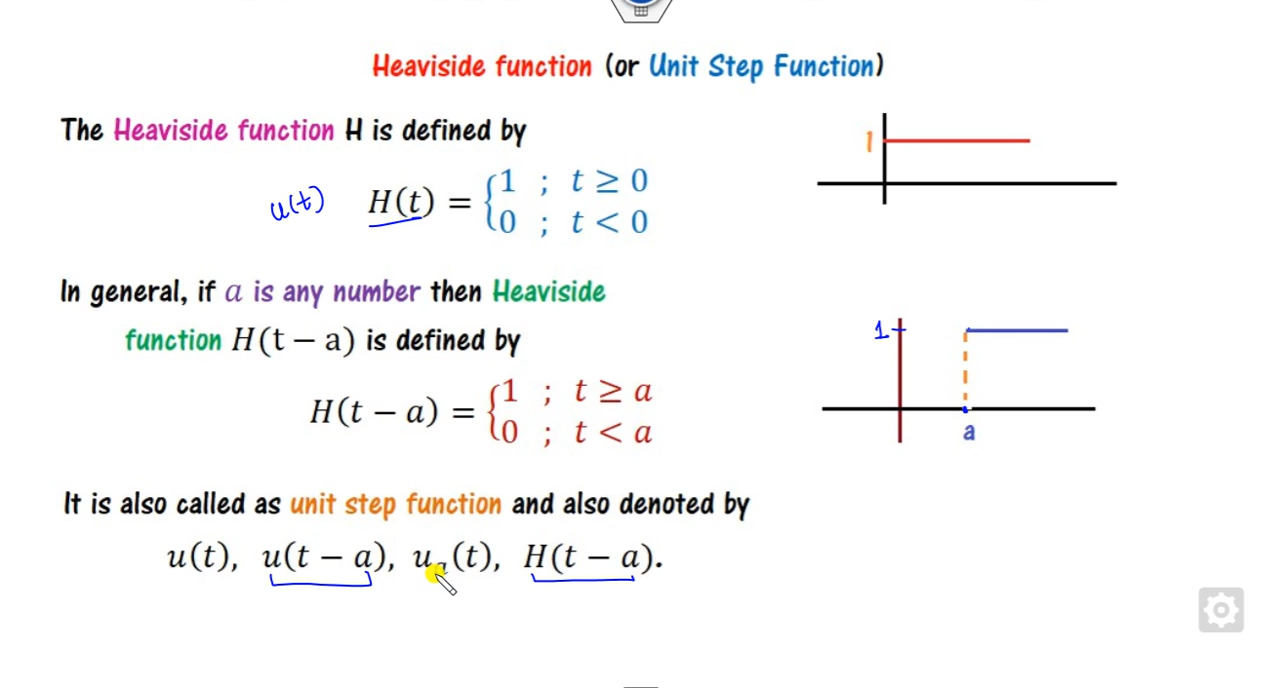 Heaviside function (or Unit Step Function)
The Heaviside function H is defined by
1
u(t) H(t) = {1 ; t ≥ 0
0 ; t < 0
In general, if a is any number then Heaviside
function H(t − a) is defined by
1
H(t − a) = {1 ; t ≥ a
0 ; t < a
a
It is also called as unit step function and also denoted by
u(t), u(t − a), uₐ(t), H(t − a).